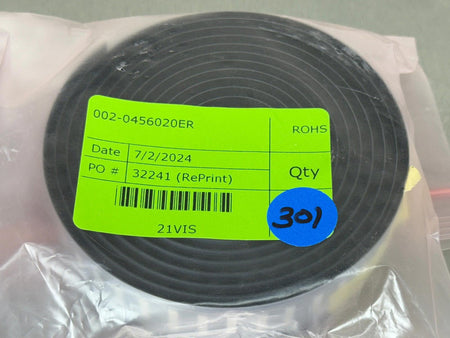 002-0456020ER
ROHS
Date 7/2/2024
PO # 32241 (RePrint)
Qty
301
21VIS